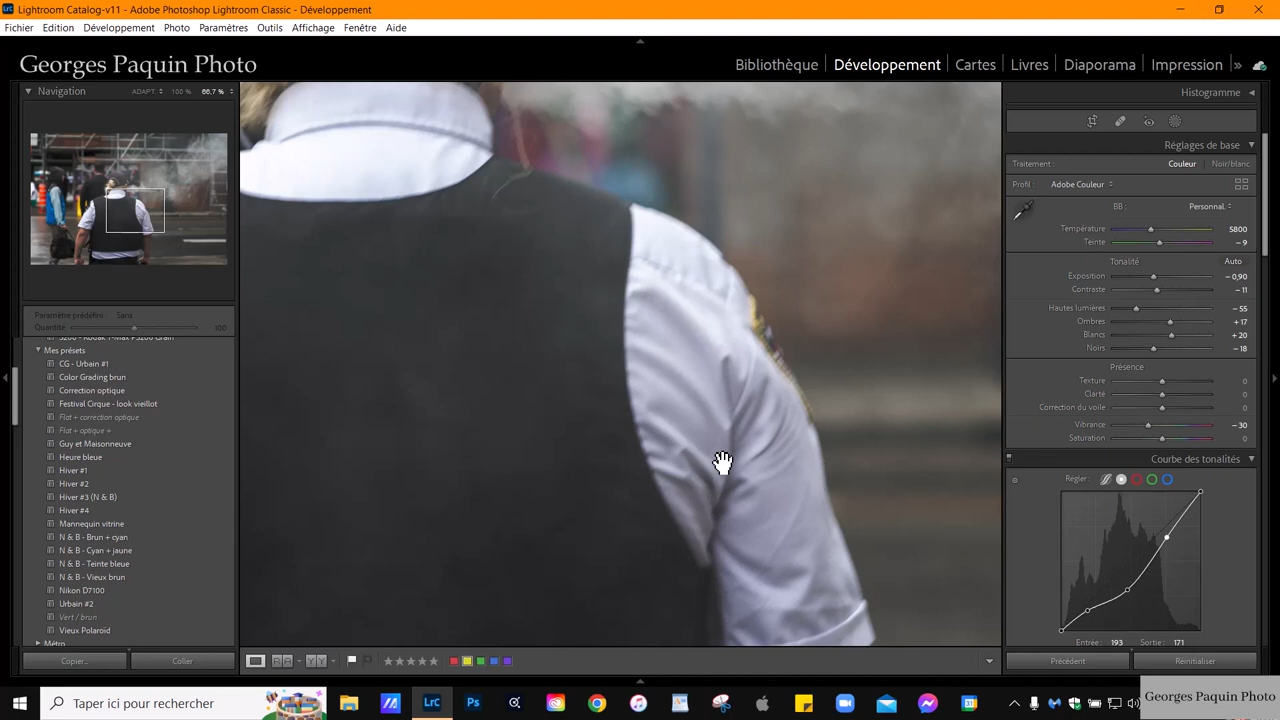 Lightroom Catalog-v11 - Adobe Photoshop Lightroom Classic - Développement
Fichier Edition Développement Photo Paramètres Outils Affichage Fenêtre Aide
Georges Paquin Photo
Bibliothèque Développement Cartes Livres Diaporama Impression »
Navigation ADAPT. 100 % 66,7 %
Histogramme
Réglages de base
Traitement : Couleur Noir/blanc
Profil : Adobe Couleur
BB : Personnal.
Température 5800
Teinte – 9
Tonalité Auto
Exposition – 0,90
Contraste – 11
Hautes lumières – 55
Ombres + 17
Blancs + 20
Noirs – 18
Présence
Texture 0
Clarté 0
Correction du voile 0
Vibrance – 30
Saturation 0
Courbe des tonalités
Régler :
Entrée : 193 Sortie : 171
Paramètre prédéfini : Sans
Quantité 100
3200 - Kodak T-Max P3200 Grain
Mes présets
CG - Urbain #1
Color Grading brun
Correction optique
Festival Cirque - look vieillot
Flat + correction optique
Flat + optique +
Guy et Maisonneuve
Heure bleue
Hiver #1
Hiver #2
Hiver #3 (N & B)
Hiver #4
Mannequin vitrine
N & B - Brun + cyan
N & B - Cyan + jaune
N & B - Teinte bleue
N & B - Vieux brun
Nikon D7100
Urbain #2
Vert / brun
Vieux Polaroid
Métro
Copier... Coller
Précédent Réinitialiser
Taper ici pour rechercher
Georges Paquin Photo